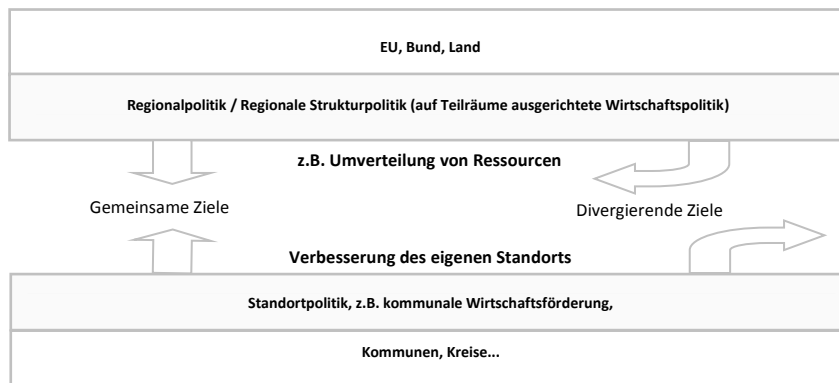 EU, Bund, Land
Regionalpolitik / Regionale Strukturpolitik (auf Teilräume ausgerichtete Wirtschaftspolitik)
z.B. Umverteilung von Ressourcen
Gemeinsame Ziele
Divergierende Ziele
Verbesserung des eigenen Standorts
Standortpolitik, z.B. kommunale Wirtschaftsförderung,
Kommunen, Kreise...